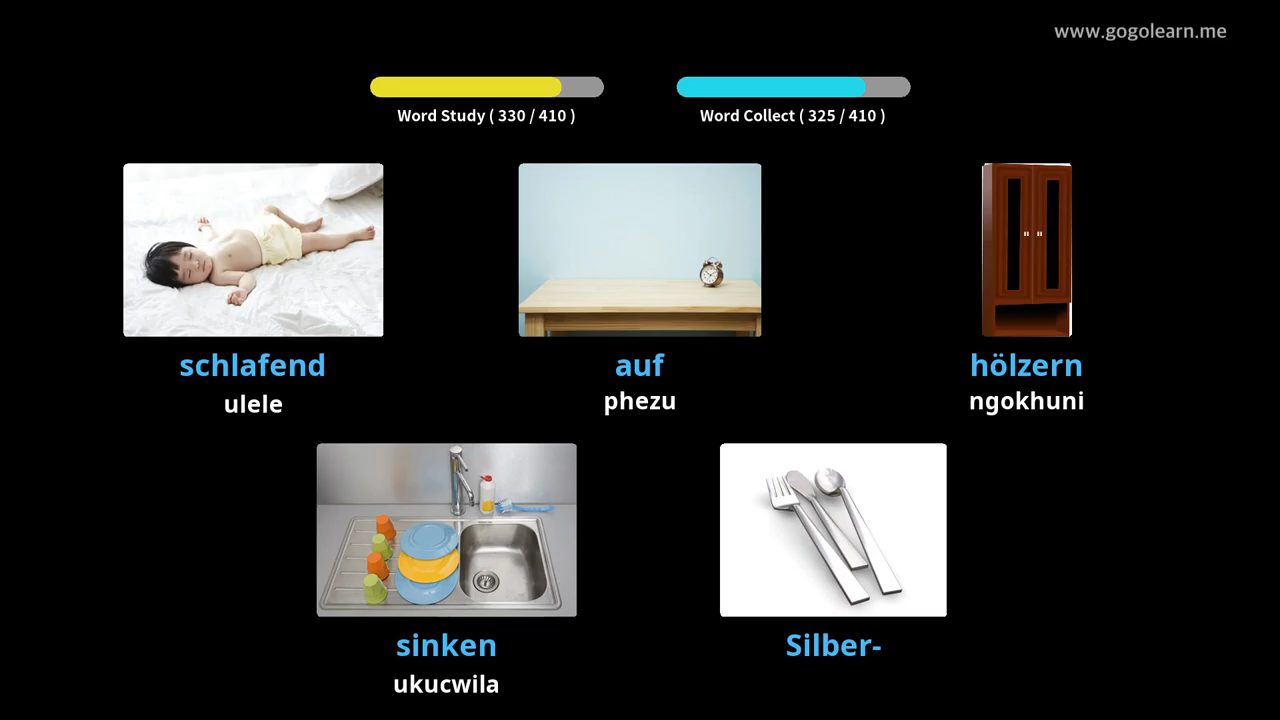 www.gogolearn.me
Word Study ( 330 / 410 )
Word Collect ( 325 / 410 )
schlafend
ulele
auf
phezu
hölzern
ngokhuni
sinken
ukucwila
Silber-